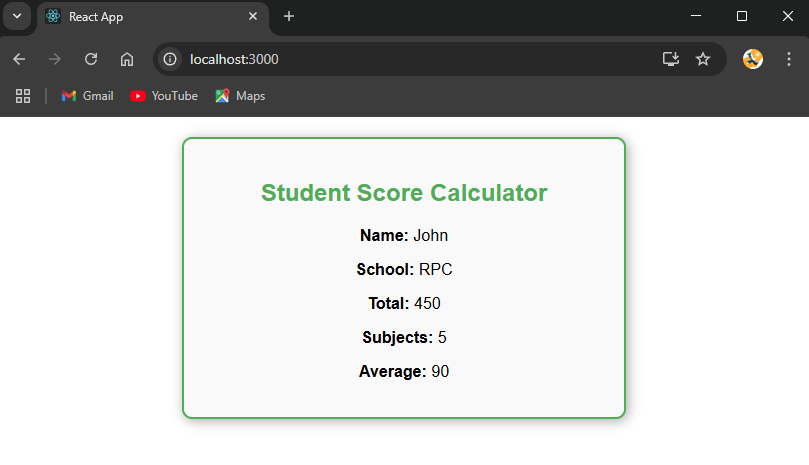 React App
localhost:3000
Gmail YouTube Maps
Student Score Calculator
Name: John
School: RPC
Total: 450
Subjects: 5
Average: 90